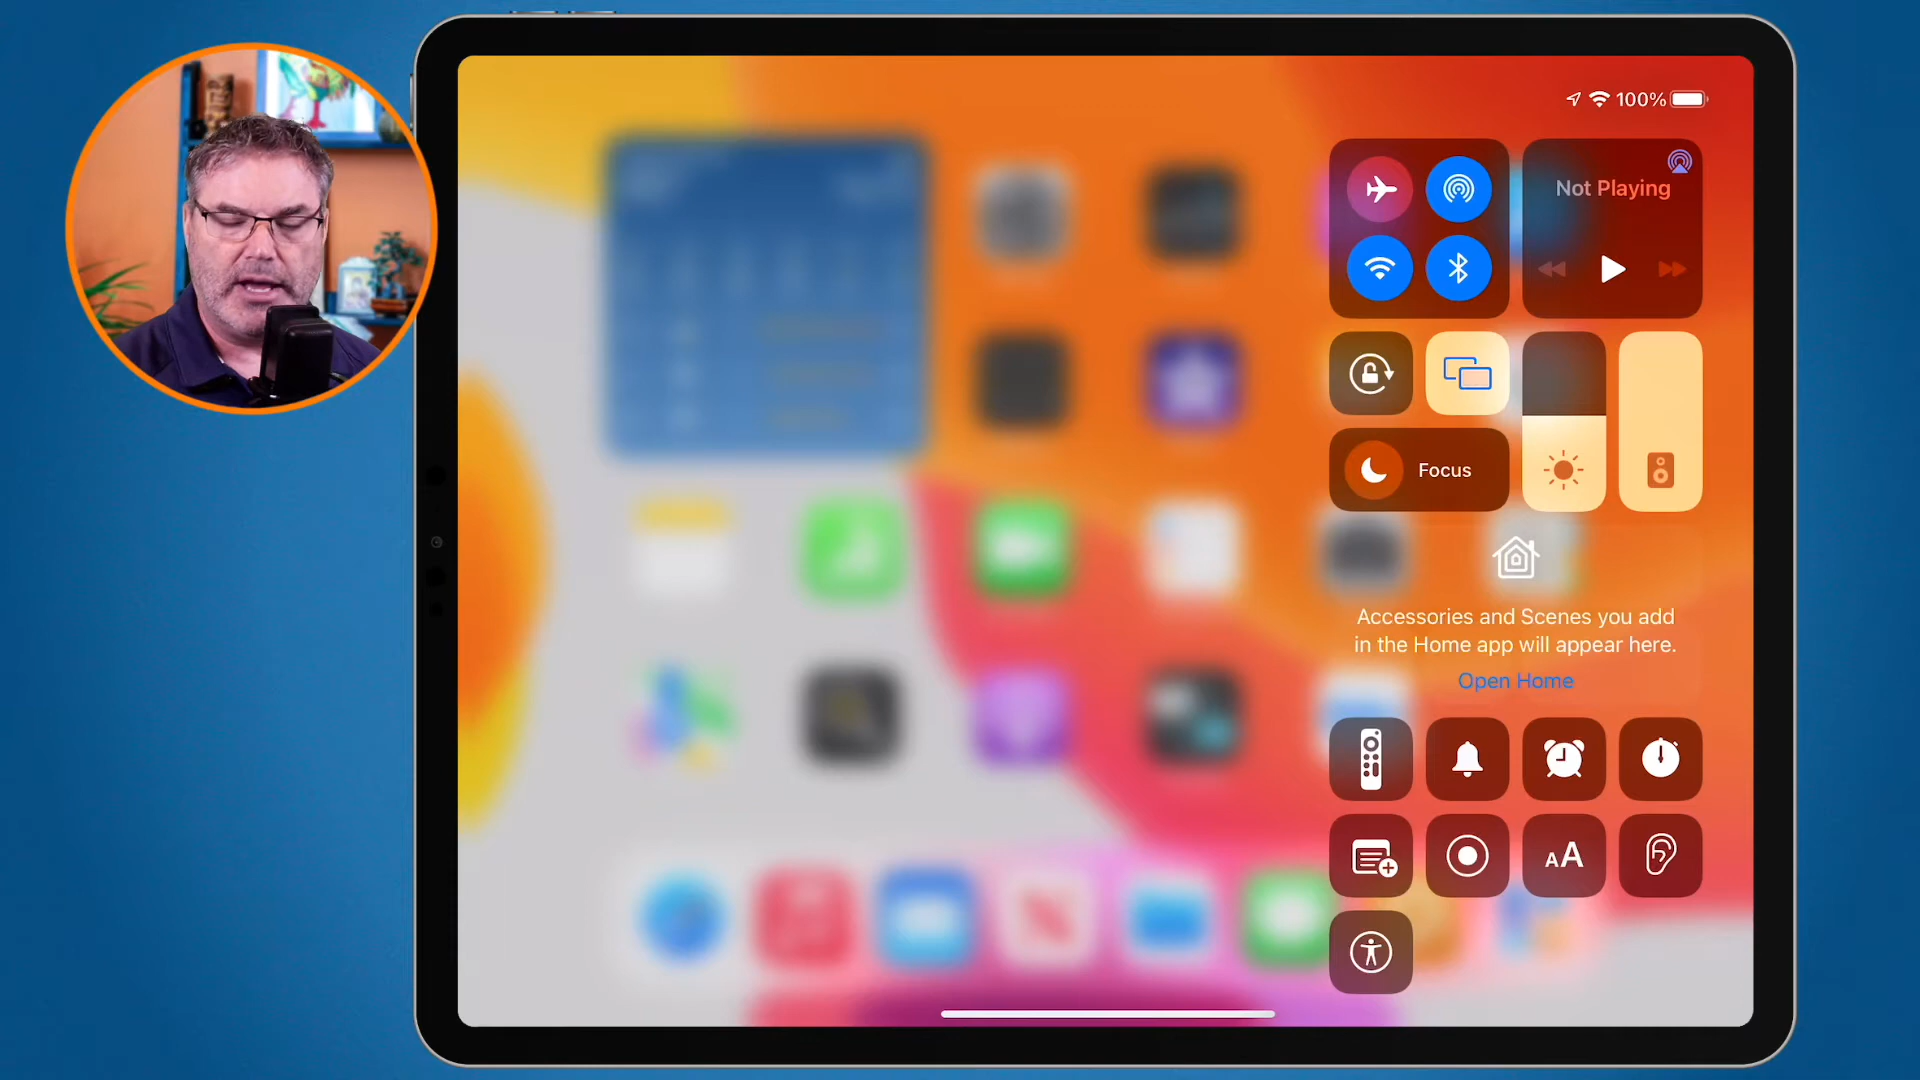 100%
Not Playing
Focus
Accessories and Scenes you add
in the Home app will appear here.
Open Home
AA